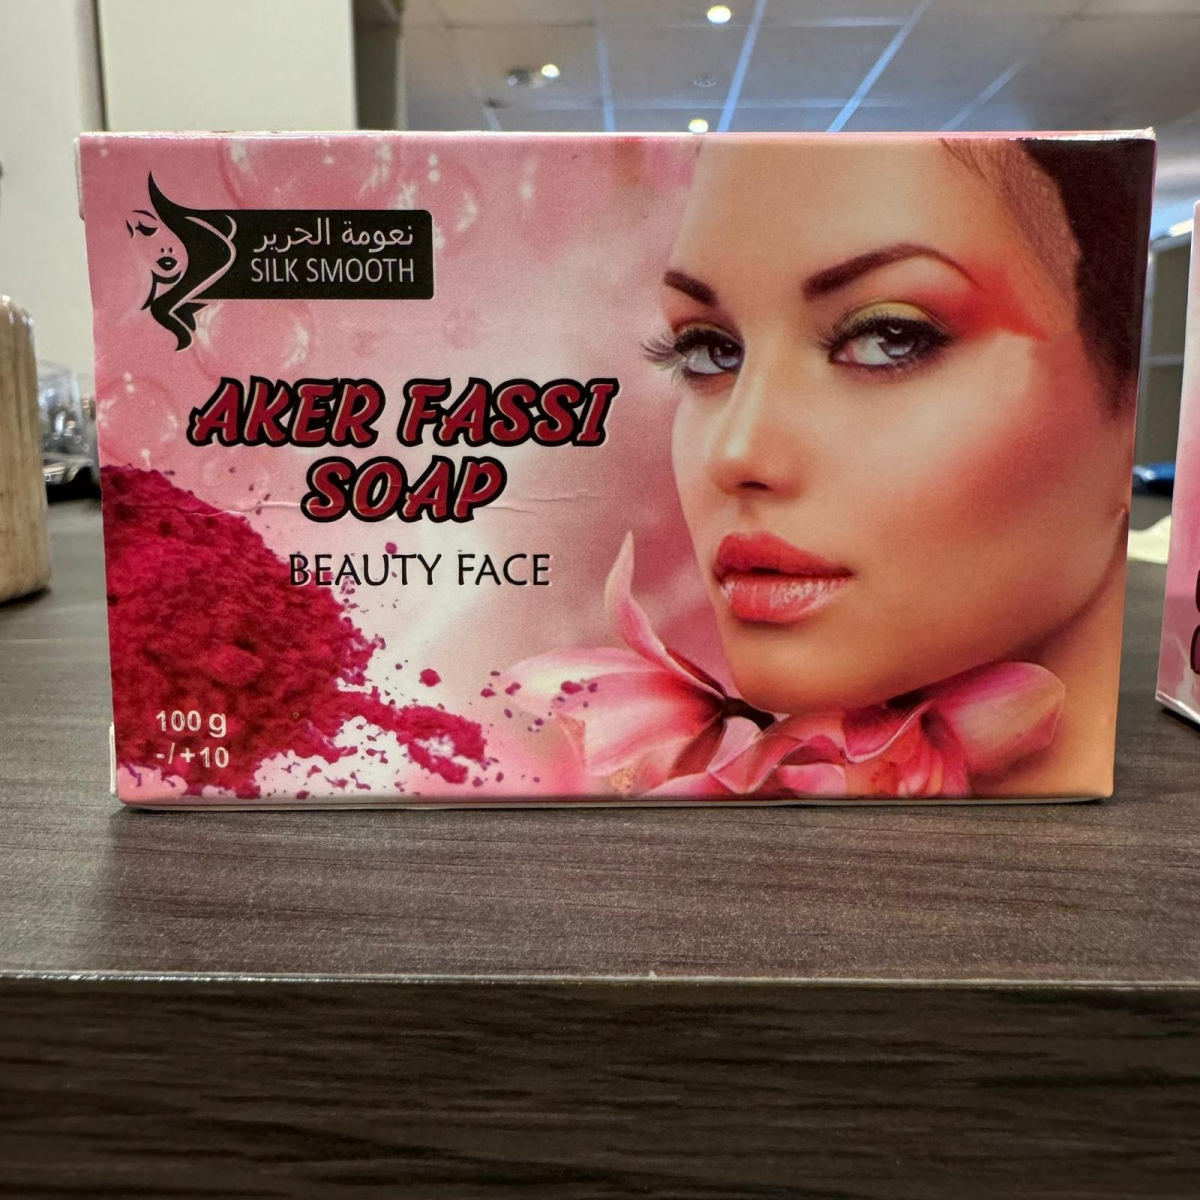 نعومة الحرير
SILK SMOOTH
AKER FASSI
SOAP
BEAUTY FACE
100 g
-/+10